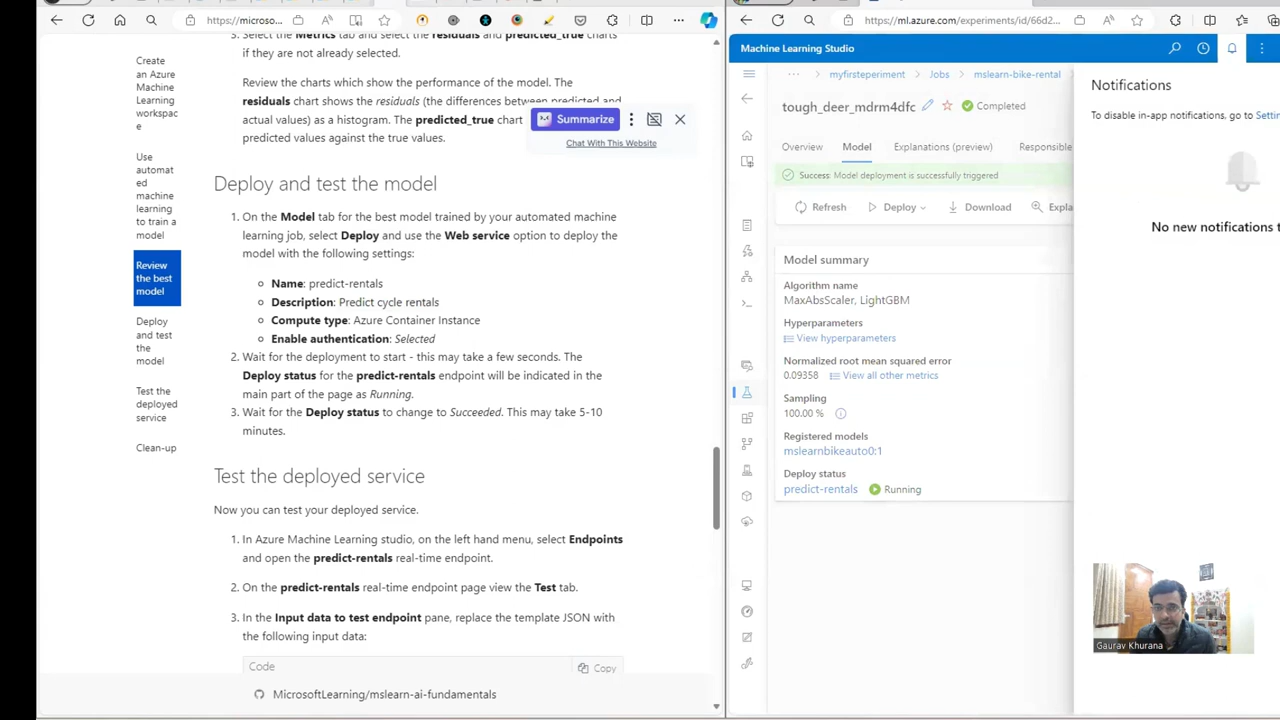 https://microso...
3. Select the Metrics tab and select the residuals and predicted_true charts
if they are not already selected.
Review the charts which show the performance of the model. The
residuals chart shows the residuals (the differences between predicted and
actual values) as a histogram. The predicted_true chart
predicted values against the true values.
Summarize
Chat With This Website
Create
an Azure
Machine
Learning
workspac
e
Use
automat
ed
machine
learning
to train a
model
Review
the best
model
Deploy
and test
the
model
Test the
deployed
service
Clean-up
Deploy and test the model
1. On the Model tab for the best model trained by your automated machine
learning job, select Deploy and use the Web service option to deploy the
model with the following settings:
Name: predict-rentals
Description: Predict cycle rentals
Compute type: Azure Container Instance
Enable authentication: Selected
2. Wait for the deployment to start - this may take a few seconds. The
Deploy status for the predict-rentals endpoint will be indicated in the
main part of the page as Running.
3. Wait for the Deploy status to change to Succeeded. This may take 5-10
minutes.
Test the deployed service
Now you can test your deployed service.
1. In Azure Machine Learning studio, on the left hand menu, select Endpoints
and open the predict-rentals real-time endpoint.
2. On the predict-rentals real-time endpoint page view the Test tab.
3. In the Input data to test endpoint pane, replace the template JSON with
the following input data:
Code
Copy
MicrosoftLearning/mslearn-ai-fundamentals
https://ml.azure.com/experiments/id/66d2...
Machine Learning Studio
... myfirsteperiment Jobs mslearn-bike-rental
tough_deer_mdrm4dfc Completed
Overview Model Explanations (preview) Responsible
Success: Model deployment is successfully triggered
Refresh Deploy Download Expla
Model summary
Algorithm name
MaxAbsScaler, LightGBM
Hyperparameters
View hyperparameters
Normalized root mean squared error
0.09358 View all other metrics
Sampling
100.00 %
Registered models
mslearnbikeauto0:1
Deploy status
predict-rentals Running
Notifications
To disable in-app notifications, go to Settin
No new notifications t
Gaurav Khurana